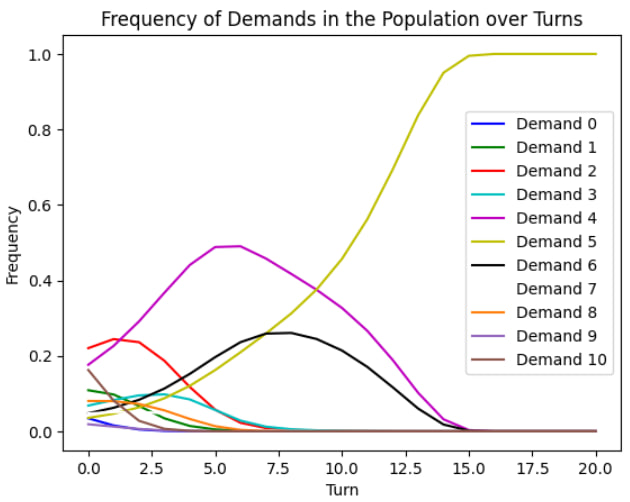 Frequency of Demands in the Population over Turns
1.0
0.8
0.6
0.4
0.2
0.0
Frequency
Demand 0
Demand 1
Demand 2
Demand 3
Demand 4
Demand 5
Demand 6
Demand 7
Demand 8
Demand 9
Demand 10
0.0 2.5 5.0 7.5 10.0 12.5 15.0 17.5 20.0
Turn